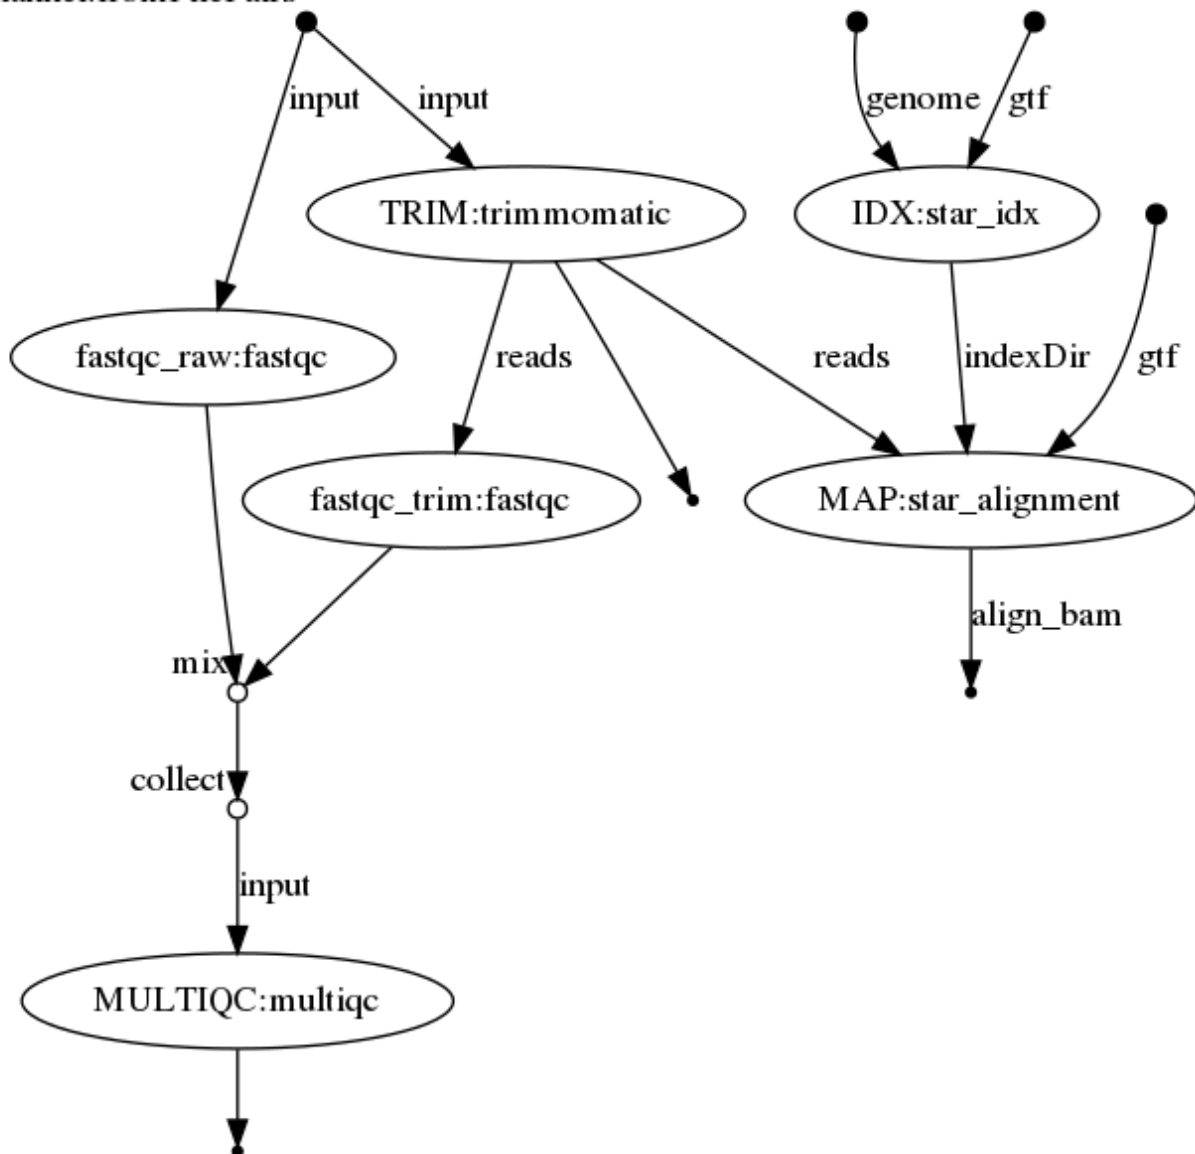 input
input
genome
gtf
TRIM:trimmomatic
IDX:star_idx
fastqc_raw:fastqc
reads
reads
indexDir
gtf
fastqc_trim:fastqc
MAP:star_alignment
align_bam
mix
collect
input
MULTIQC:multiqc